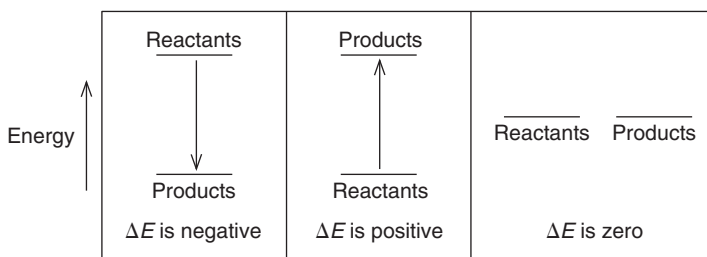 Energy
Reactants
Products
ΔE is negative
Products
Reactants
ΔE is positive
Reactants Products
ΔE is zero